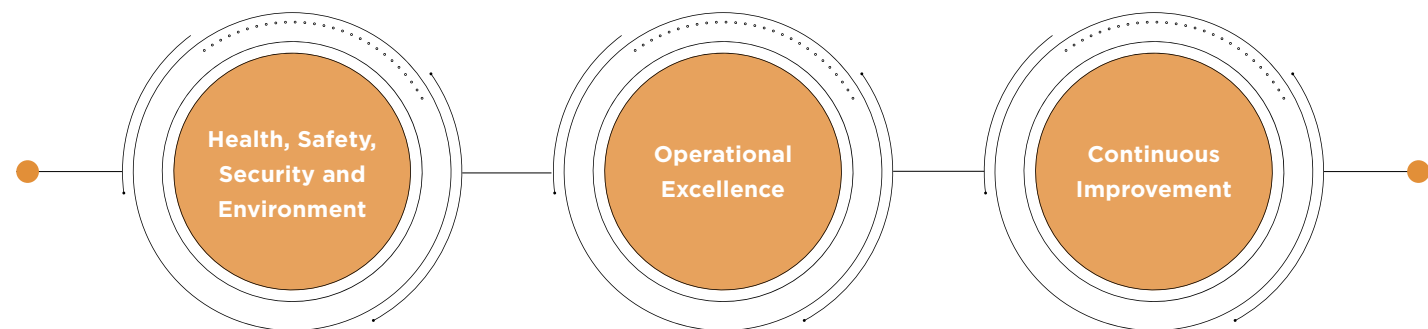 Health, Safety,
Security and
Environment
Operational
Excellence
Continuous
Improvement